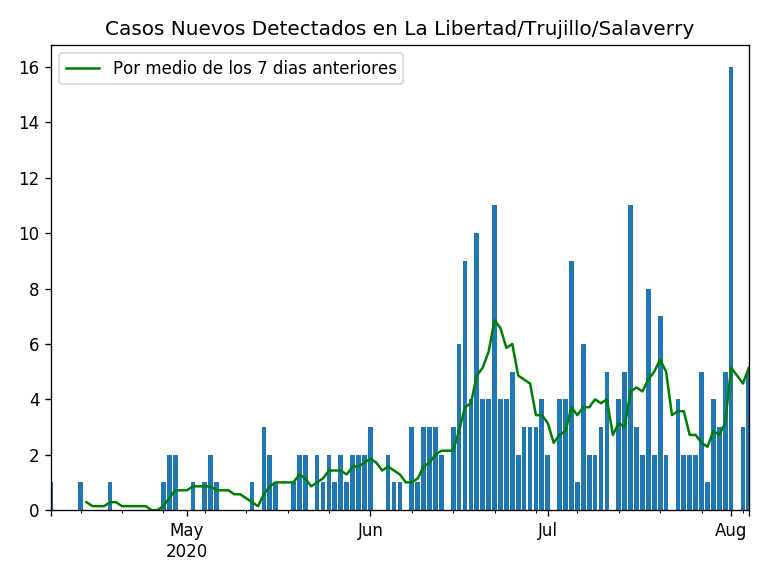 Casos Nuevos Detectados en La Libertad/Trujillo/Salaverry
Por medio de los 7 dias anteriores
16
14
12
10
8
6
4
2
0
May
2020
Jun
Jul
Aug